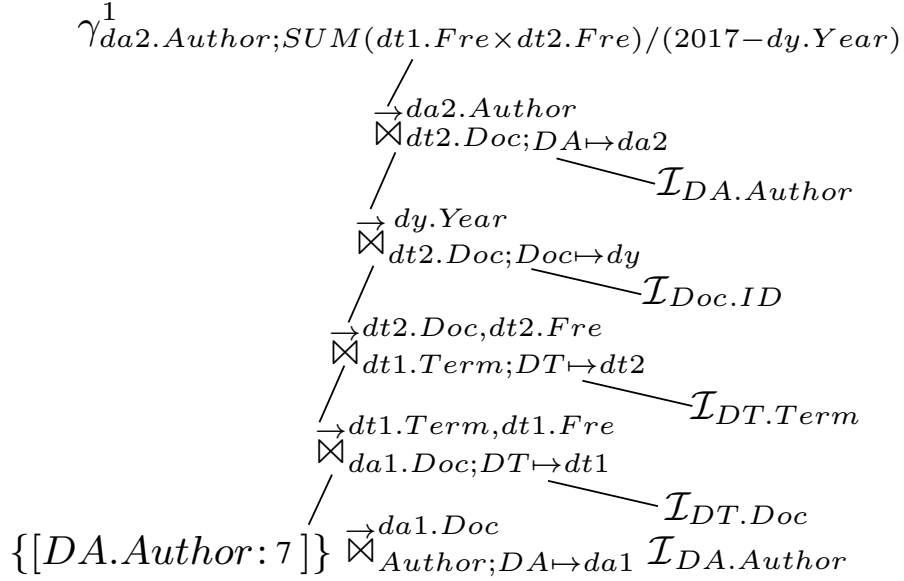 γ^1_{da2.Author;SUM(dt1.Fre×dt2.Fre)/(2017−dy.Year)}
⋈⃗^{da2.Author}_{dt2.Doc;DA↦da2}
𝓘_{DA.Author}
⋈⃗^{dy.Year}_{dt2.Doc;Doc↦dy}
𝓘_{Doc.ID}
⋈⃗^{dt2.Doc,dt2.Fre}_{dt1.Term;DT↦dt2}
𝓘_{DT.Term}
⋈⃗^{dt1.Term,dt1.Fre}_{da1.Doc;DT↦dt1}
𝓘_{DT.Doc}
{[DA.Author: 7]} ⋈⃗^{da1.Doc}_{Author;DA↦da1} 𝓘_{DA.Author}